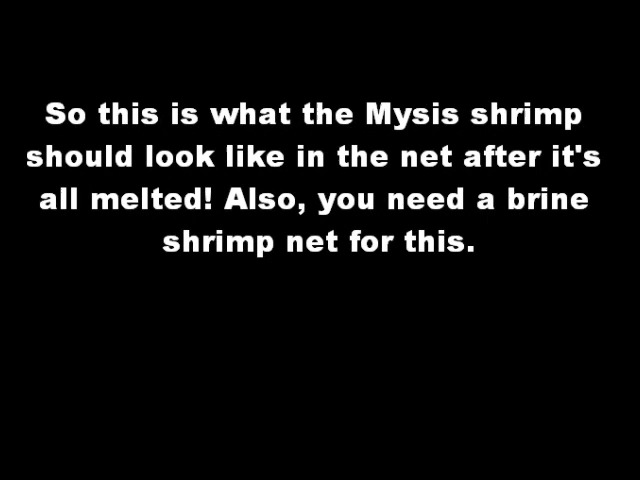 So this is what the Mysis shrimp
should look like in the net after it's
all melted! Also, you need a brine
shrimp net for this.